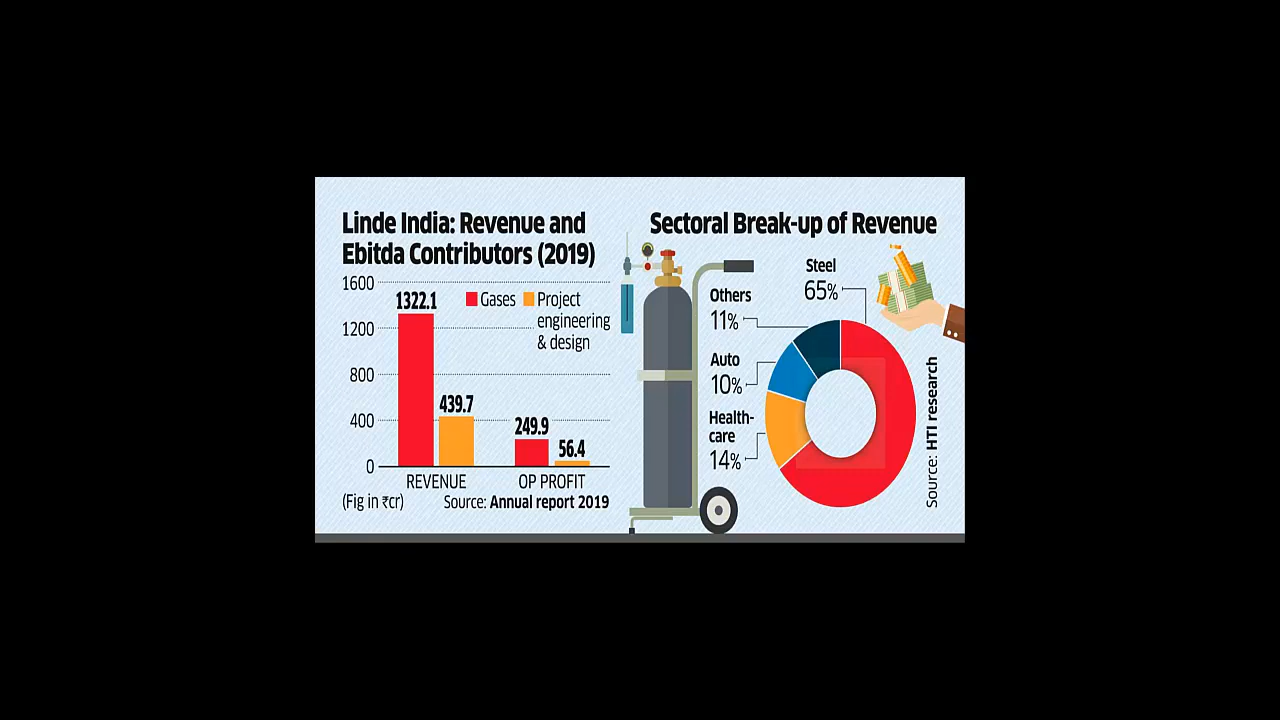 Linde India: Revenue and
Ebitda Contributors (2019)
1600
1322.1
Gases
Project
engineering
& design
1200
800
439.7
400
249.9
56.4
0
REVENUE
OP PROFIT
(Fig in ₹cr)
Source: Annual report 2019
Sectoral Break-up of Revenue
Steel
65%
Others
11%
Auto
10%
Health-
care
14%
Source: HTI research